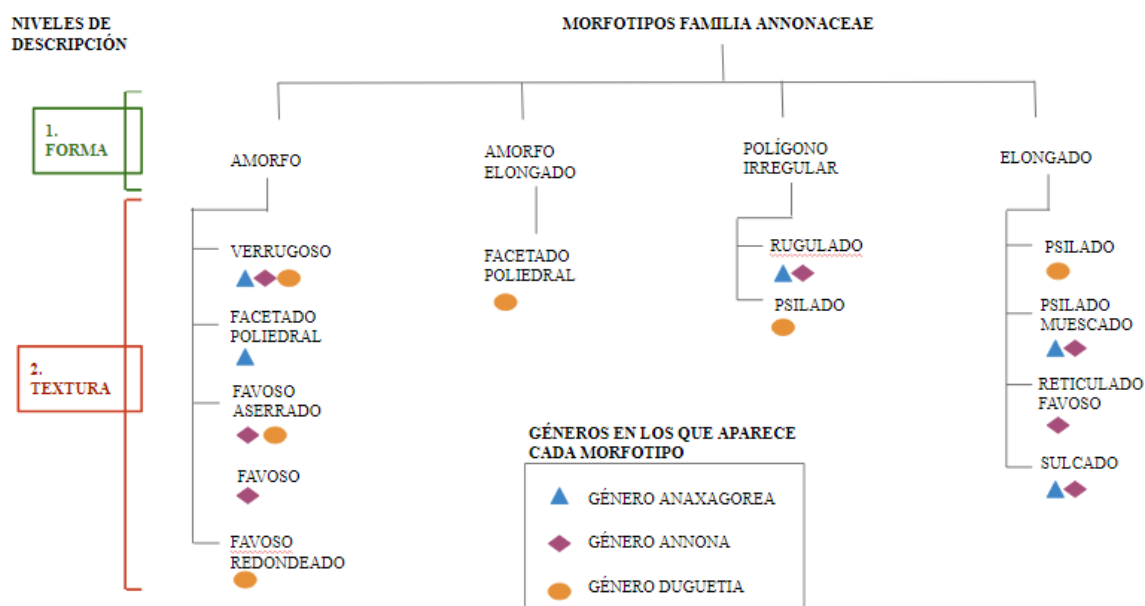 NIVELES DE
DESCRIPCIÓN
MORFOTIPOS FAMILIA ANNONACEAE
1.
FORMA
AMORFO
AMORFO
ELONGADO
POLÍGONO
IRREGULAR
ELONGADO
2.
TEXTURA
VERRUGOSO
FACETADO
POLIEDRAL
FAVOSO
ASERRADO
FAVOSO
FAVOSO
REDONDEADO
FACETADO
POLIEDRAL
RUGULADO
PSILADO
PSILADO
PSILADO
MUESCADO
RETICULADO
FAVOSO
SULCADO
GÉNEROS EN LOS QUE APARECE
CADA MORFOTIPO
GÉNERO ANAXAGOREA
GÉNERO ANNONA
GÉNERO DUGUETIA